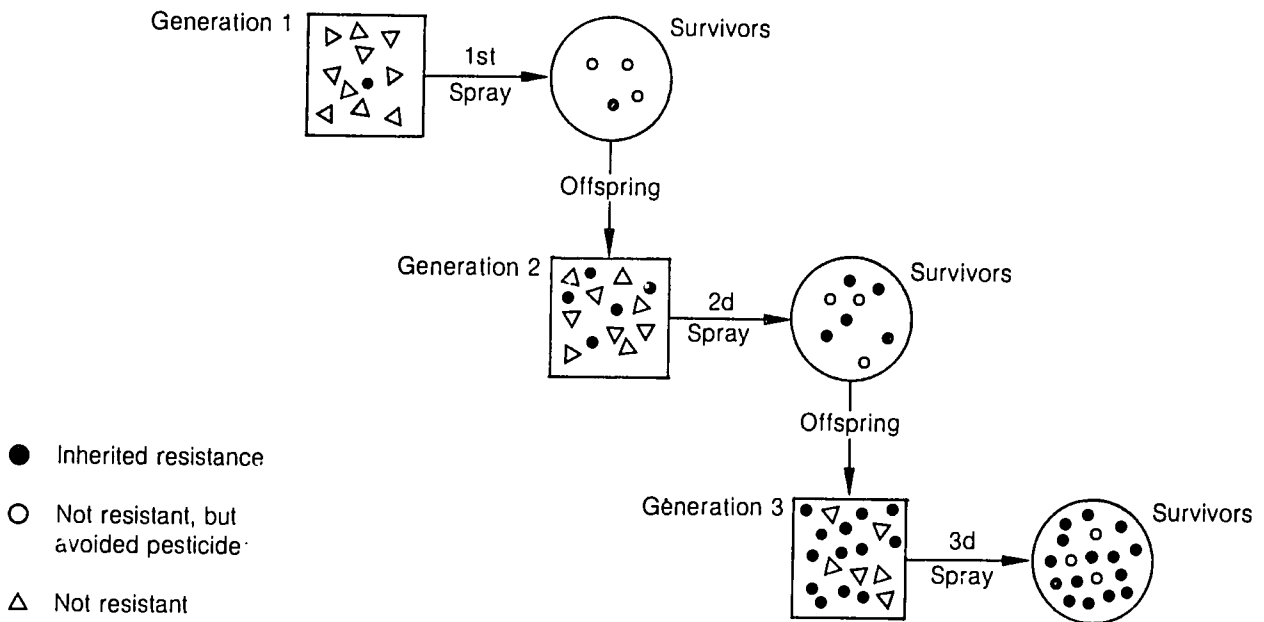 Generation 1
1st
Spray
Survivors
Offspring
Generation 2
2d
Spray
Survivors
Offspring
Generation 3
3d
Spray
Survivors
Inherited resistance
Not resistant, but
avoided pesticide
Not resistant